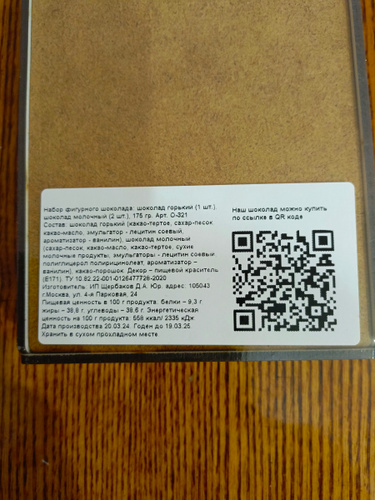 Набор фигурного шоколада: шоколад горький (1 шт.),
шоколад молочный (2 шт.), 175 гр. Арт. О-321
Состав: шоколад горький (какао-тертое, сахар-песок
какао-масло, эмульгатор - лецитин соевый,
ароматизатор - ванилин), шоколад молочный
(сахар-песок, какао-масло, какао-тертое, сухие
молочные продукты, эмульгаторы - лецитин соевый
полиглицерол полирицинолеат, ароматизатор –
ванилин), какао-порошок. Декор – пищевой краситель
(Е171). ТУ 10.82.22-001-0126477726-2020
Изготовитель: ИП Щербаков Д.А. Юр. адрес: 105043
г.Москва, ул. 4-я Парковая, 24
Пищевая ценность в 100 г продукта: белки – 9,3 г
жиры – 38,8 г, углеводы – 38,6 г. Энергетическая
ценность на 100 г продукта: 558 ккал/ 2335 кДж
Дата производства 20.03.24. Годен до 19.03.25.
Хранить в сухом прохладном месте
Наш шоколад можно купить
по ссылке в QR коде